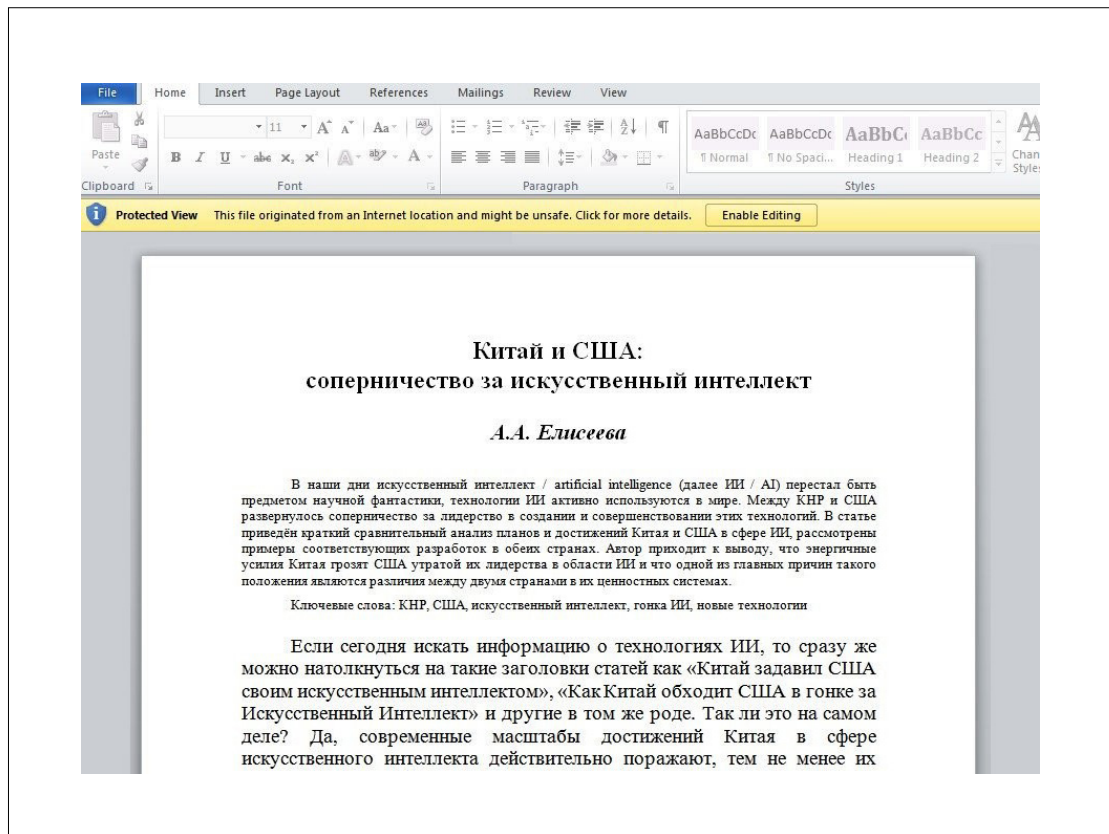 File Home Insert Page Layout References Mailings Review View
11 A A Aa
Paste B I U abe x₂ x² A A
AaBbCcDc AaBbCcDc AaBbC AaBbCc
¶ Normal ¶ No Spaci... Heading 1 Heading 2 Chan
Styles
Clipboard Font Paragraph Styles
Protected View This file originated from an Internet location and might be unsafe. Click for more details. Enable Editing
Китай и США:
соперничество за искусственный интеллект
А.А. Елисеева
В наши дни искусственный интеллект / artificial intelligence (далее ИИ / AI) перестал быть
предметом научной фантастики, технологии ИИ активно используются в мире. Между КНР и США
развернулось соперничество за лидерство в создании и совершенствовании этих технологий. В статье
приведён краткий сравнительный анализ планов и достижений Китая и США в сфере ИИ, рассмотрены
примеры соответствующих разработок в обеих странах. Автор приходит к выводу, что энергичные
усилия Китая грозят США утратой их лидерства в области ИИ и что одной из главных причин такого
положения являются различия между двумя странами в их ценностных системах.
Ключевые слова: КНР, США, искусственный интеллект, гонка ИИ, новые технологии
Если сегодня искать информацию о технологиях ИИ, то сразу же
можно натолкнуться на такие заголовки статей как «Китай задавил США
своим искусственным интеллектом», «Как Китай обходит США в гонке за
Искусственный Интеллект» и другие в том же роде. Так ли это на самом
деле? Да, современные масштабы достижений Китая в сфере
искусственного интеллекта действительно поражают, тем не менее их